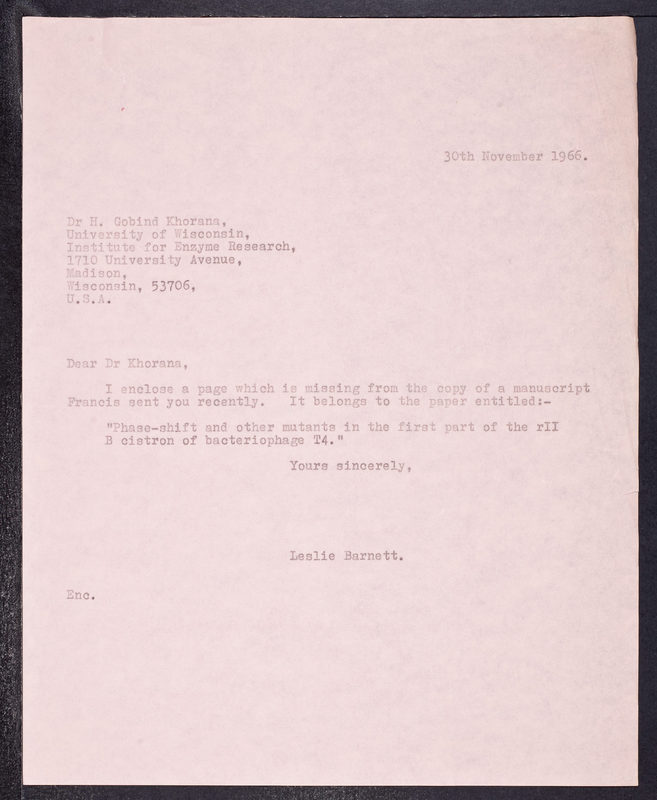 30th November 1966.
Dr H. Gobind Khorana,
University of Wisconsin,
Institute for Enzyme Research,
1710 University Avenue,
Madison,
Wisconsin, 53706,
U.S.A.
Dear Dr Khorana,
I enclose a page which is missing from the copy of a manuscript
Francis sent you recently. It belongs to the paper entitled:-
"Phase-shift and other mutants in the first part of the rII
B cistron of bacteriophage T4."
Yours sincerely,
Leslie Barnett.
Enc.